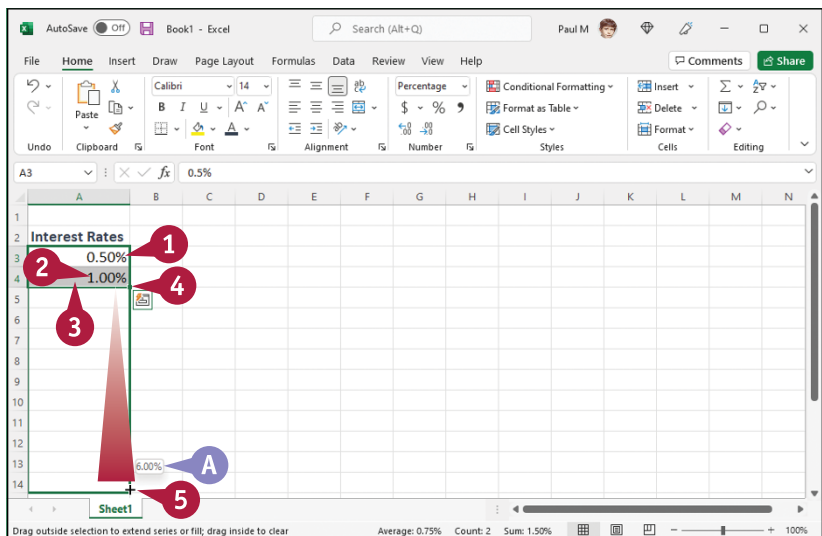 AutoSave Off Book1 - Excel Search (Alt+Q) Paul M
File Home Insert Draw Page Layout Formulas Data Review View Help Comments Share
Calibri 14 Percentage Conditional Formatting Insert
Paste B I U A A $ % Format as Table Delete
A Cell Styles Format
Undo Clipboard Font Alignment Number Styles Cells Editing
A3 fx 0.5%
A B C D E F G H I J K L M N
1
2 Interest Rates
3 0.50% 1
4 2 1.00% 4
5
6 3
7
8
9
10
11
12
13 6.00% A
14 5
Sheet1
Drag outside selection to extend series or fill; drag inside to clear Average: 0.75% Count: 2 Sum: 1.50% 100%